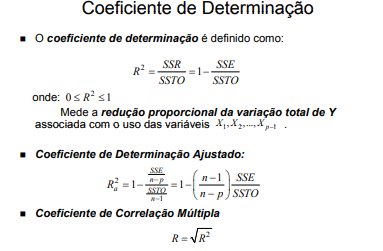 Coeficiente de Determinação
▪ O coeficiente de determinação é definido como:
R² = SSR/SSTO = 1 − SSE/SSTO
onde: 0 ≤ R² ≤ 1
Mede a redução proporcional da variação total de Y
associada com o uso das variáveis X₁, X₂, ..., Xₚ₋₁ .
▪ Coeficiente de Determinação Ajustado:
R²ₐ = 1 − (SSE/(n−p))/(SSTO/(n−1)) = 1 − ((n−1)/(n−p)) SSE/SSTO
▪ Coeficiente de Correlação Múltipla
R = √R²